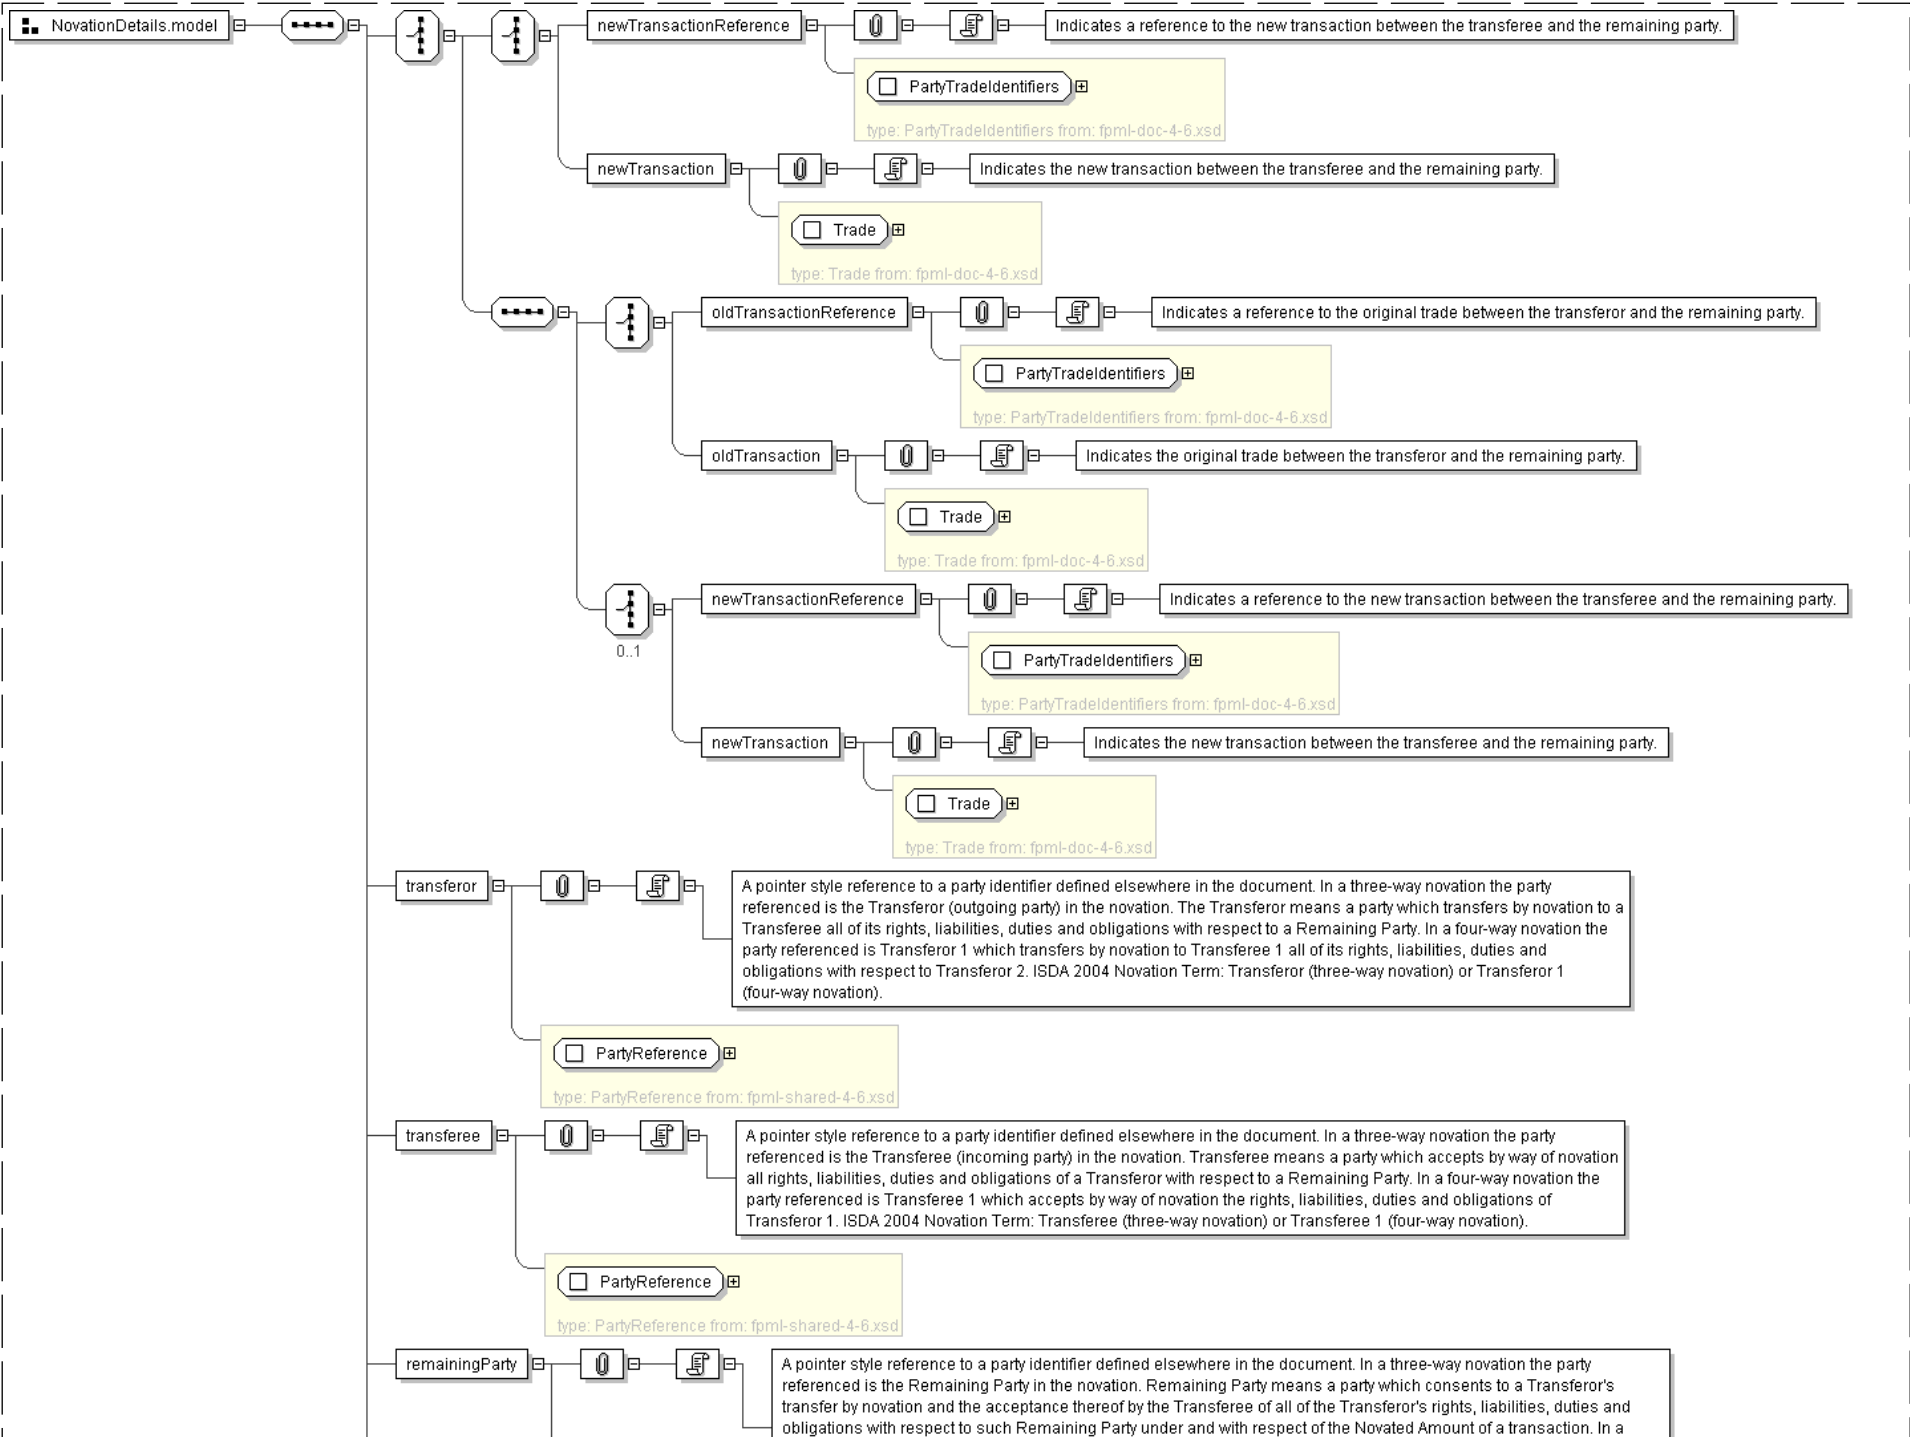 NovationDetails.model
newTransactionReference
Indicates a reference to the new transaction between the transferee and the remaining party.
PartyTradeIdentifiers
type: PartyTradeIdentifiers from: fpml-doc-4-6.xsd
newTransaction
Indicates the new transaction between the transferee and the remaining party.
Trade
type: Trade from: fpml-doc-4-6.xsd
oldTransactionReference
Indicates a reference to the original trade between the transferor and the remaining party.
PartyTradeIdentifiers
type: PartyTradeIdentifiers from: fpml-doc-4-6.xsd
oldTransaction
Indicates the original trade between the transferor and the remaining party.
Trade
type: Trade from: fpml-doc-4-6.xsd
newTransactionReference
Indicates a reference to the new transaction between the transferee and the remaining party.
0..1
PartyTradeIdentifiers
type: PartyTradeIdentifiers from: fpml-doc-4-6.xsd
newTransaction
Indicates the new transaction between the transferee and the remaining party.
Trade
type: Trade from: fpml-doc-4-6.xsd
transferor
A pointer style reference to a party identifier defined elsewhere in the document. In a three-way novation the party
referenced is the Transferor (outgoing party) in the novation. The Transferor means a party which transfers by novation to a
Transferee all of its rights, liabilities, duties and obligations with respect to a Remaining Party. In a four-way novation the
party referenced is Transferor 1 which transfers by novation to Transferee 1 all of its rights, liabilities, duties and
obligations with respect to Transferor 2. ISDA 2004 Novation Term: Transferor (three-way novation) or Transferor 1
(four-way novation).
PartyReference
type: PartyReference from: fpml-shared-4-6.xsd
transferee
A pointer style reference to a party identifier defined elsewhere in the document. In a three-way novation the party
referenced is the Transferee (incoming party) in the novation. Transferee means a party which accepts by way of novation
all rights, liabilities, duties and obligations of a Transferor with respect to a Remaining Party. In a four-way novation the
party referenced is Transferee 1 which accepts by way of novation the rights, liabilities, duties and obligations of
Transferor 1. ISDA 2004 Novation Term: Transferee (three-way novation) or Transferee 1 (four-way novation).
PartyReference
type: PartyReference from: fpml-shared-4-6.xsd
remainingParty
A pointer style reference to a party identifier defined elsewhere in the document. In a three-way novation the party
referenced is the Remaining Party in the novation. Remaining Party means a party which consents to a Transferor's
transfer by novation and the acceptance thereof by the Transferee of all of the Transferor's rights, liabilities, duties and
obligations with respect to such Remaining Party under and with respect of the Novated Amount of a transaction. In a